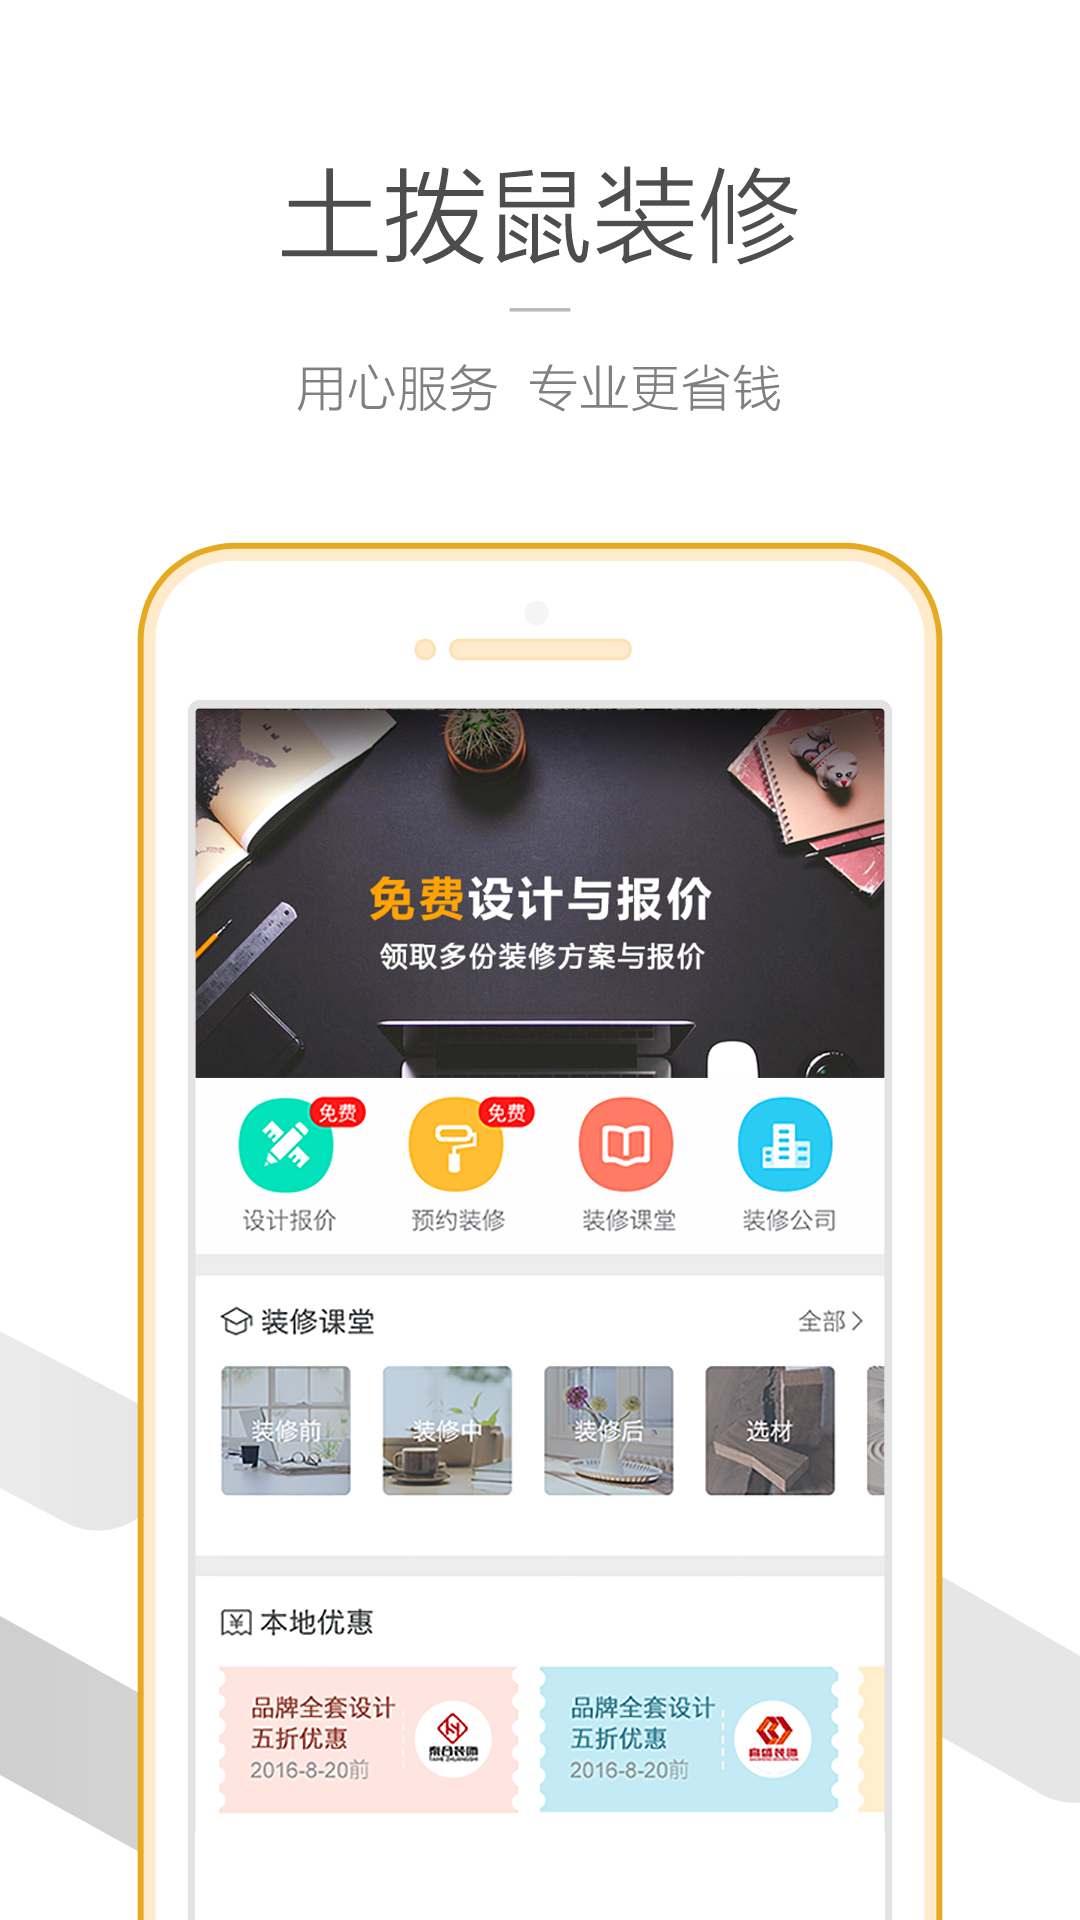 土拨鼠装修
用心服务 专业更省钱
免费设计与报价
领取多份装修方案与报价
免费 免费
设计报价 预约装修 装修课堂 装修公司
装修课堂 全部
装修前 装修中 装修后 选材
本地优惠
品牌全套设计
五折优惠
2016-8-20前
泰合装饰
品牌全套设计
五折优惠
2016-8-20前